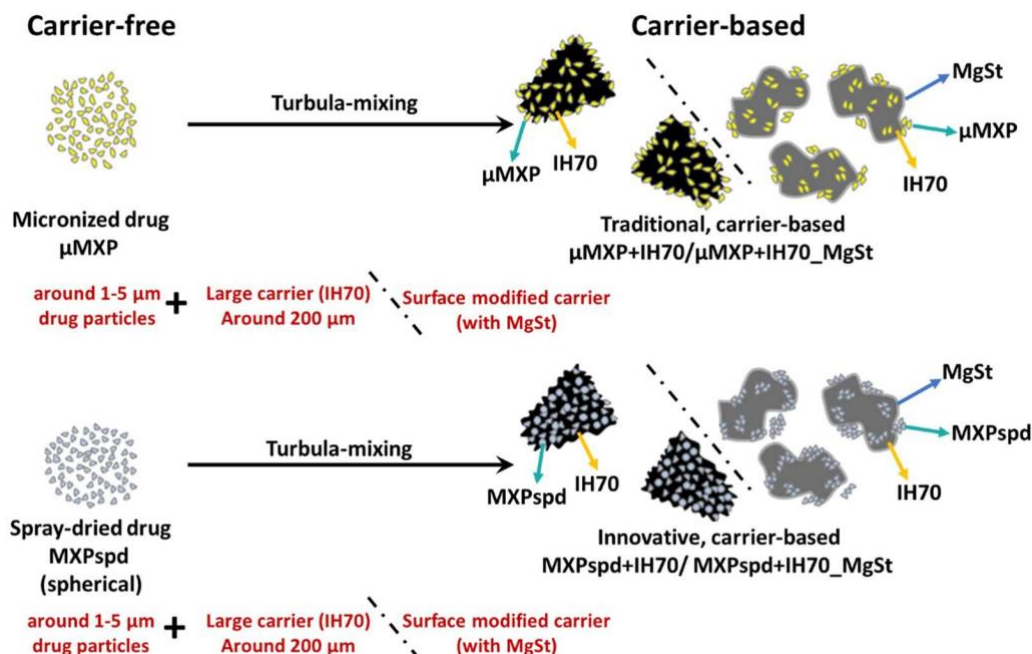 Carrier-free
Carrier-based
Turbula-mixing
μMXP
IH70
MgSt
μMXP
IH70
Micronized drug
μMXP
Traditional, carrier-based
μMXP+IH70/μMXP+IH70_MgSt
around 1-5 μm
drug particles
+
Large carrier (IH70)
Around 200 μm
Surface modified carrier
(with MgSt)
Turbula-mixing
MXPspd
IH70
MgSt
MXPspd
IH70
Spray-dried drug
MXPspd
(spherical)
Innovative, carrier-based
MXPspd+IH70/ MXPspd+IH70_MgSt
around 1-5 μm
drug particles
+
Large carrier (IH70)
Around 200 μm
Surface modified carrier
(with MgSt)